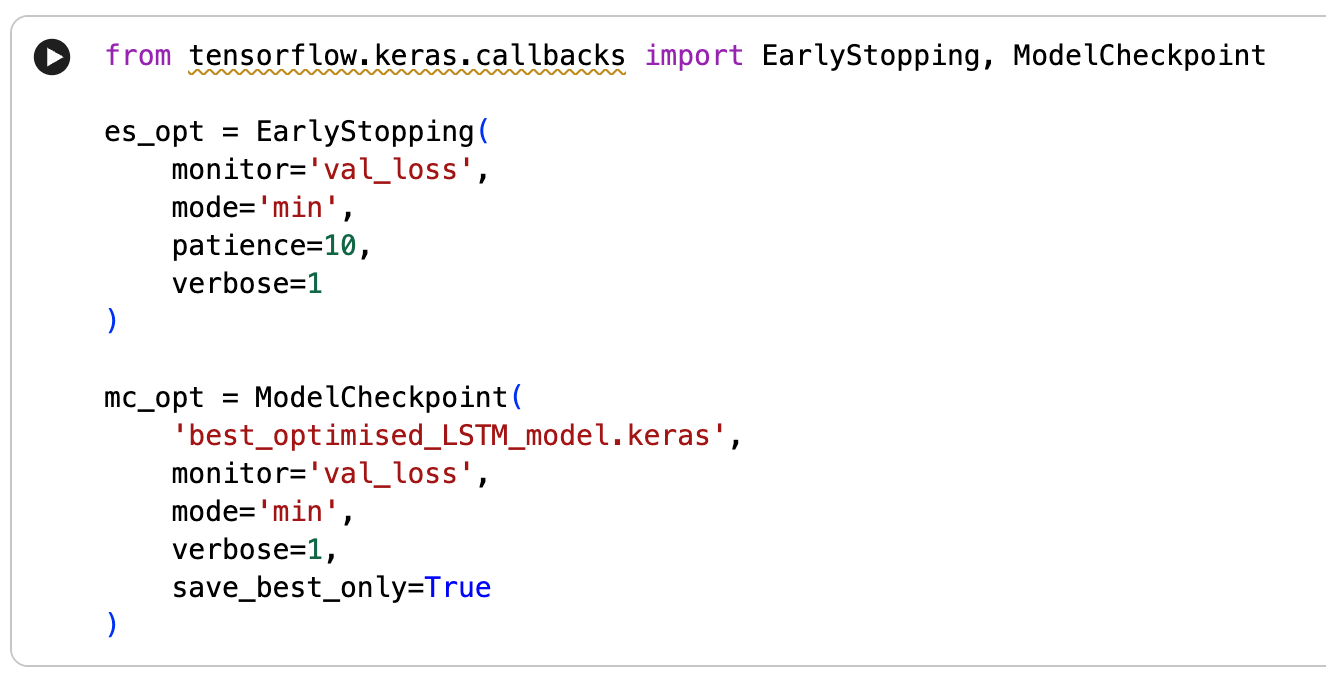 from tensorflow.keras.callbacks import EarlyStopping, ModelCheckpoint

es_opt = EarlyStopping(
    monitor='val_loss',
    mode='min',
    patience=10,
    verbose=1
)

mc_opt = ModelCheckpoint(
    'best_optimised_LSTM_model.keras',
    monitor='val_loss',
    mode='min',
    verbose=1,
    save_best_only=True
)